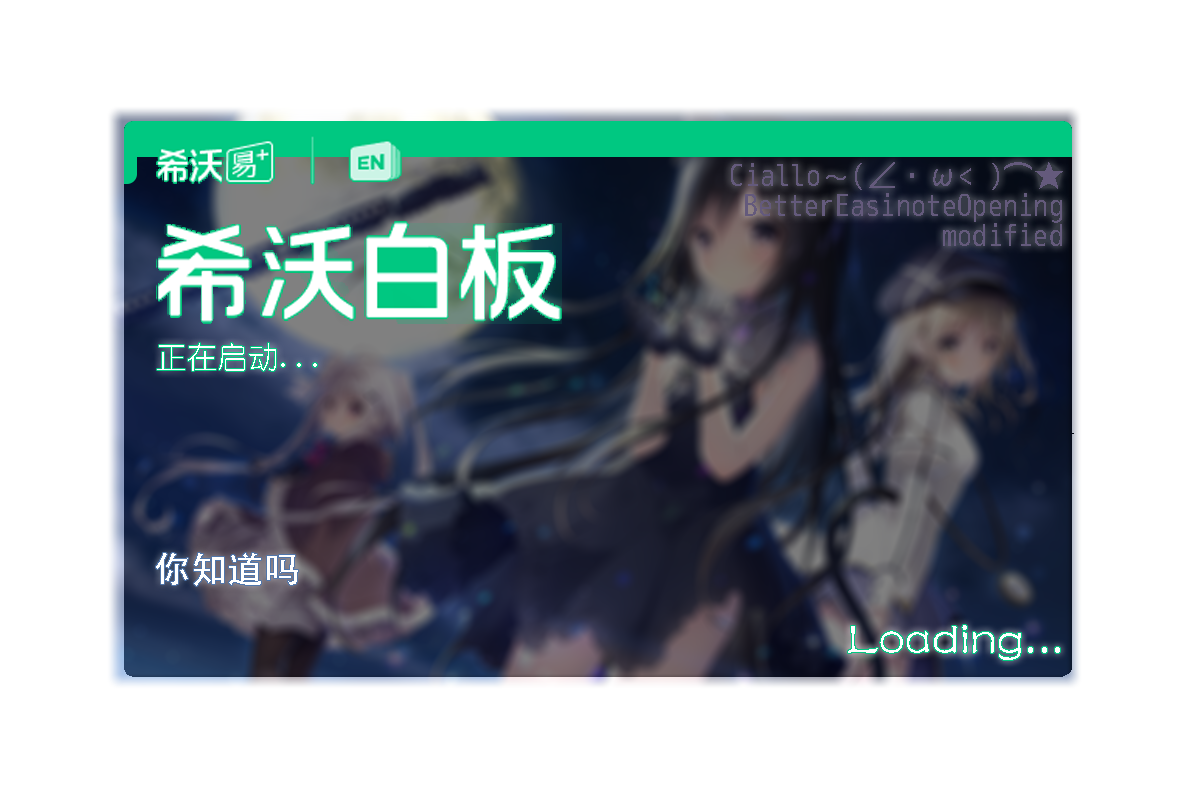 希沃易+ EN
Ciallo～(∠・ω< )⌒★
BetterEasinoteOpening
modified
希沃白板
正在启动...
你知道吗
Loading...